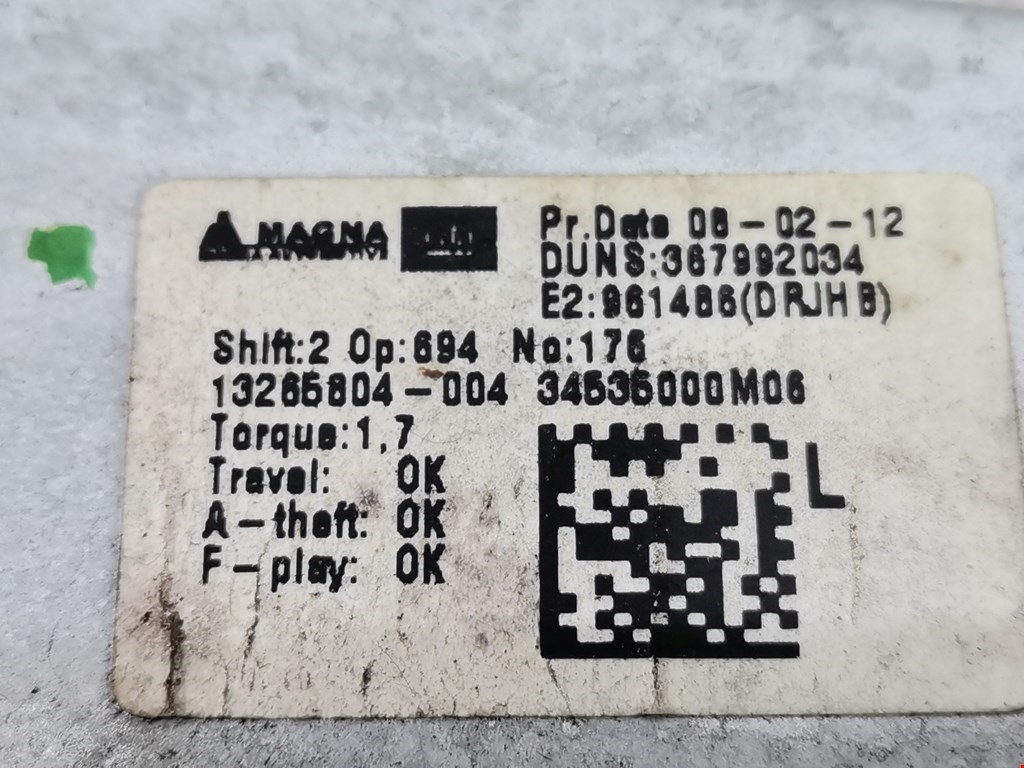 MAGNA
Pr.Date 08-02-12
DUNS:367992034
E2:961486(DRJHB)
Shift:2 Op:694 No:176
13265804-004 34535000M06
Torque:1,7
Travel: OK
A-theft: OK
F-play: OK
L